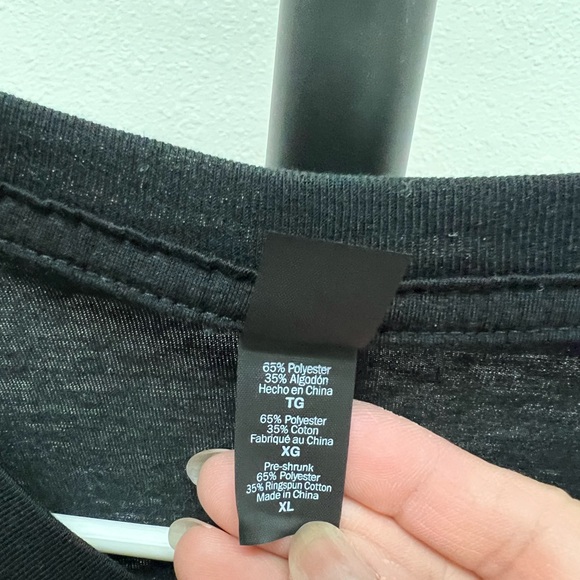 65% Polyester
35% Algodón
Hecho en China
TG
65% Polyester
35% Coton
Fabriqué au China
XG
Pre-shrunk
65% Polyester
35% Ringspun Cotton
Made in China
XL